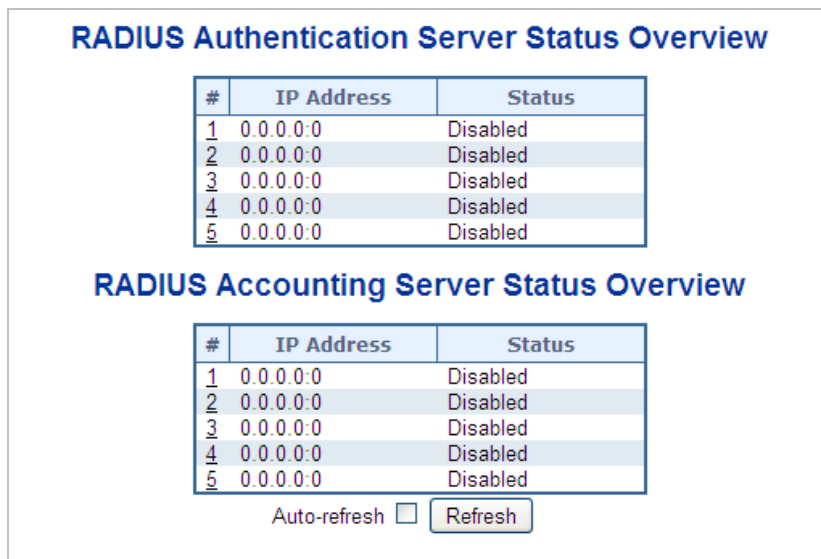 RADIUS Authentication Server Status Overview
# IP Address Status
1 0.0.0.0:0 Disabled
2 0.0.0.0:0 Disabled
3 0.0.0.0:0 Disabled
4 0.0.0.0:0 Disabled
5 0.0.0.0:0 Disabled
RADIUS Accounting Server Status Overview
# IP Address Status
1 0.0.0.0:0 Disabled
2 0.0.0.0:0 Disabled
3 0.0.0.0:0 Disabled
4 0.0.0.0:0 Disabled
5 0.0.0.0:0 Disabled
Auto-refresh Refresh